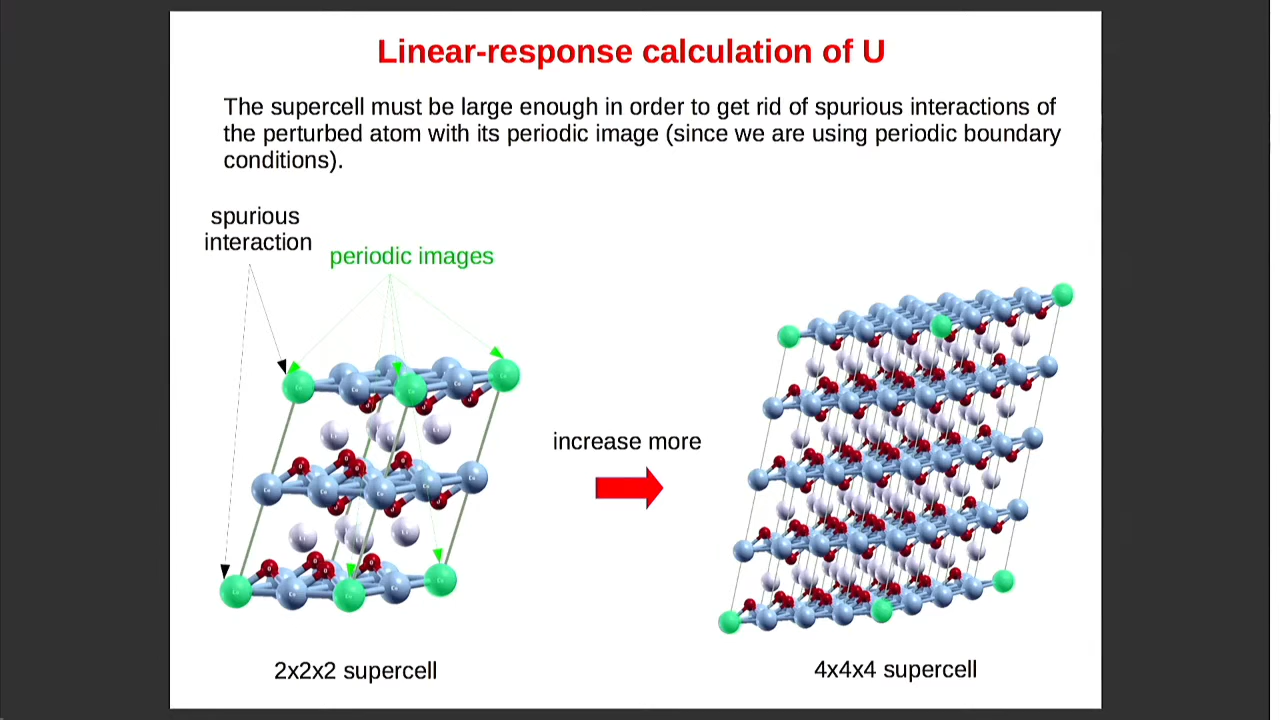 Linear-response calculation of U
The supercell must be large enough in order to get rid of spurious interactions of
the perturbed atom with its periodic image (since we are using periodic boundary
conditions).
spurious
interaction
periodic images
increase more
2x2x2 supercell
4x4x4 supercell